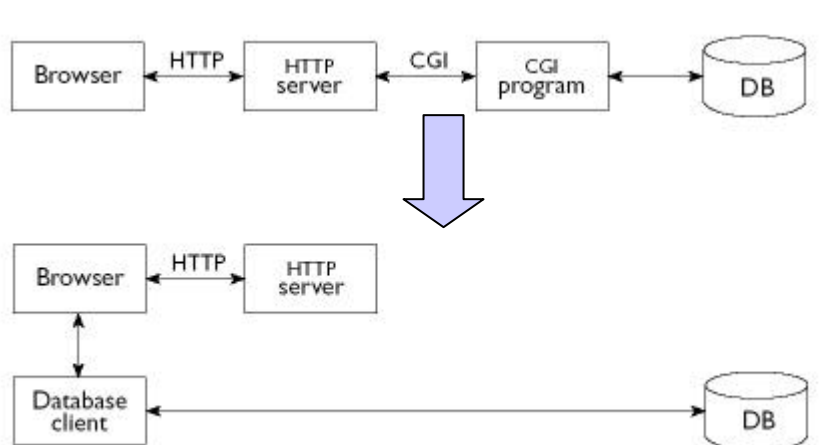 Browser
HTTP
HTTP
server
CGI
CGI
program
DB
Browser
HTTP
HTTP
server
Database
client
DB